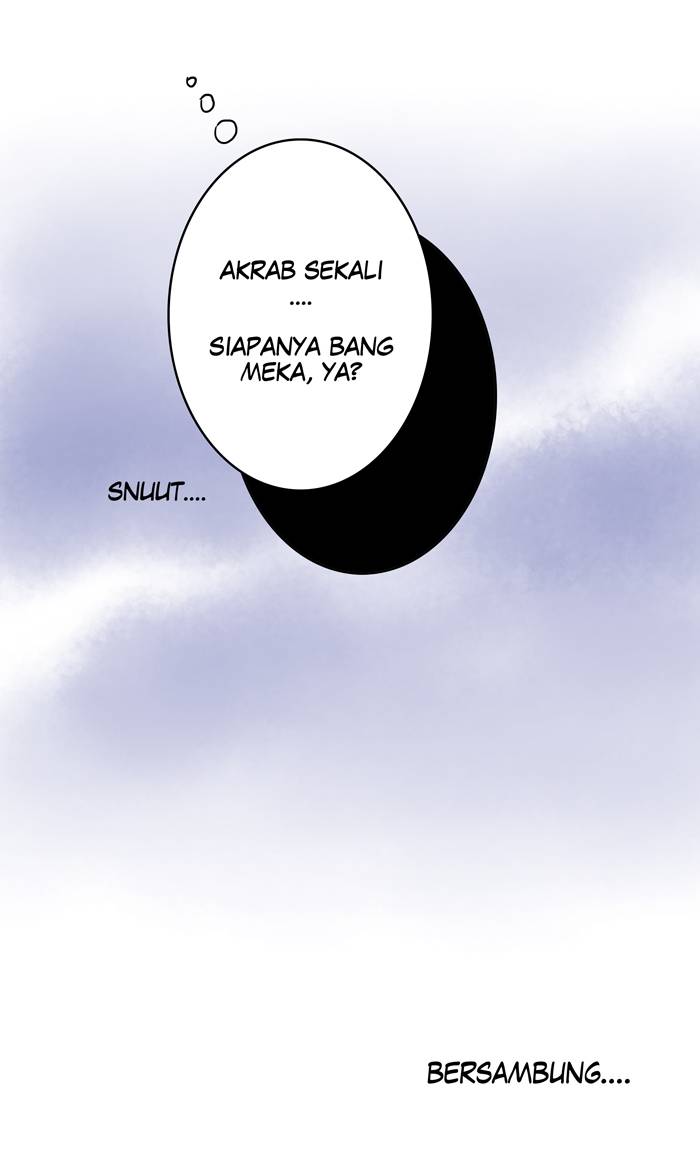 AKRAB SEKALI
....
SIAPANYA BANG
MEKA, YA?
SNUUT....
BERSAMBUNG....